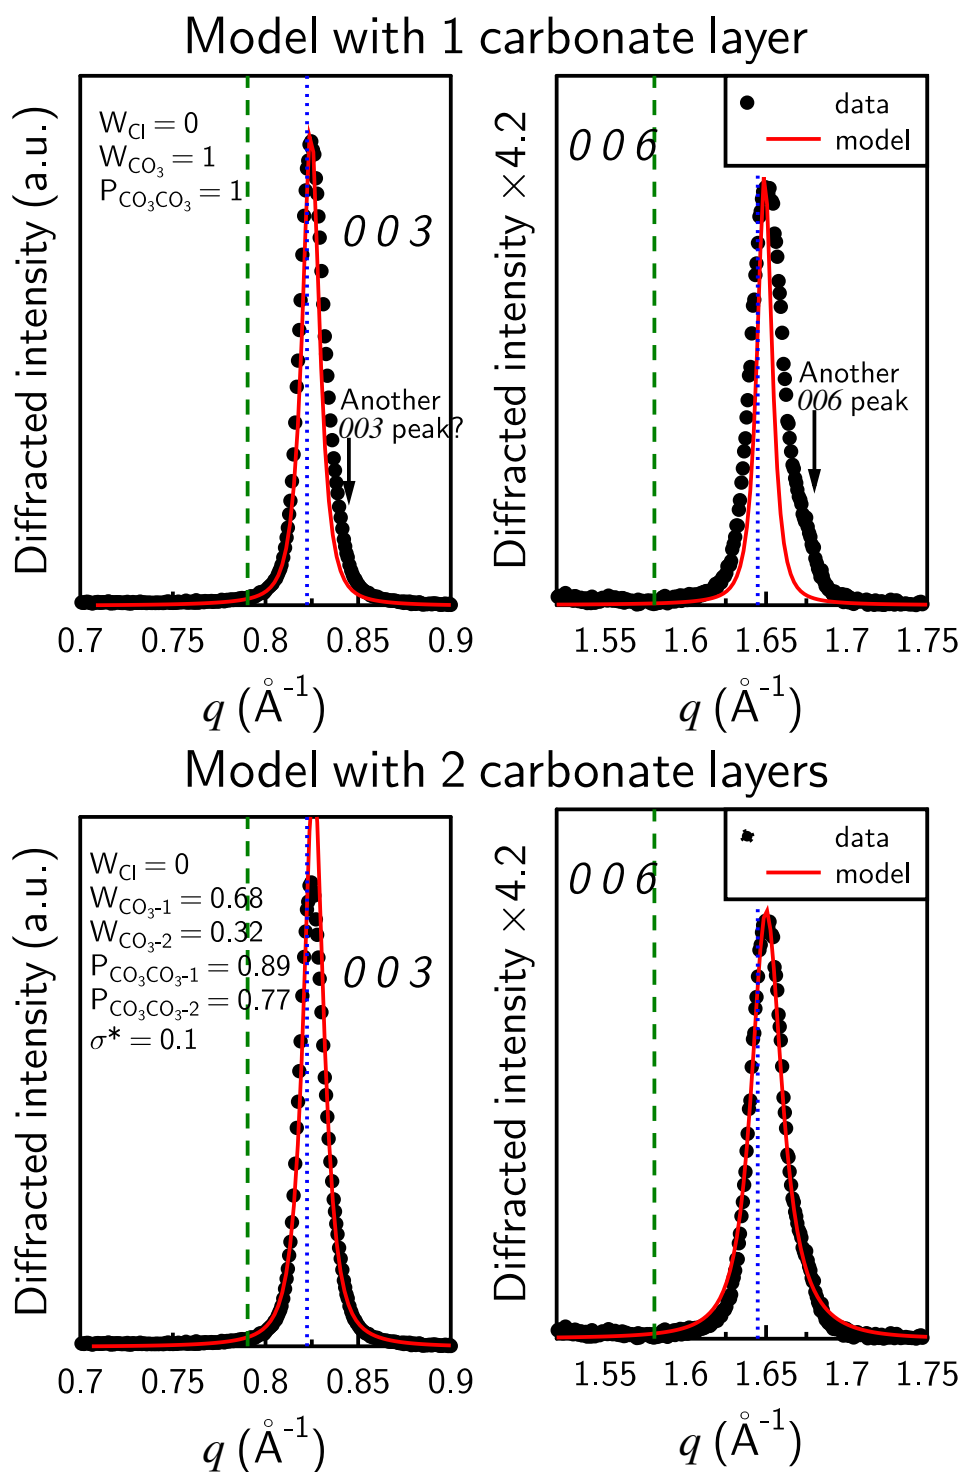 Model with 1 carbonate layer
Diffracted intensity (a.u.)
W_Cl = 0
W_CO₃ = 1
P_CO₃CO₃ = 1
0 0 3
Another
003 peak?
0.7 0.75 0.8 0.85 0.9
q (Å⁻¹)
Diffracted intensity ×4.2
0 0 6
data
model
Another
006 peak
1.55 1.6 1.65 1.7 1.75
q (Å⁻¹)
Model with 2 carbonate layers
Diffracted intensity (a.u.)
W_Cl = 0
W_CO₃-1 = 0.68
W_CO₃-2 = 0.32
P_CO₃CO₃-1 = 0.89
P_CO₃CO₃-2 = 0.77
σ* = 0.1
0 0 3
0.7 0.75 0.8 0.85 0.9
q (Å⁻¹)
Diffracted intensity ×4.2
0 0 6
data
model
1.55 1.6 1.65 1.7 1.75
q (Å⁻¹)